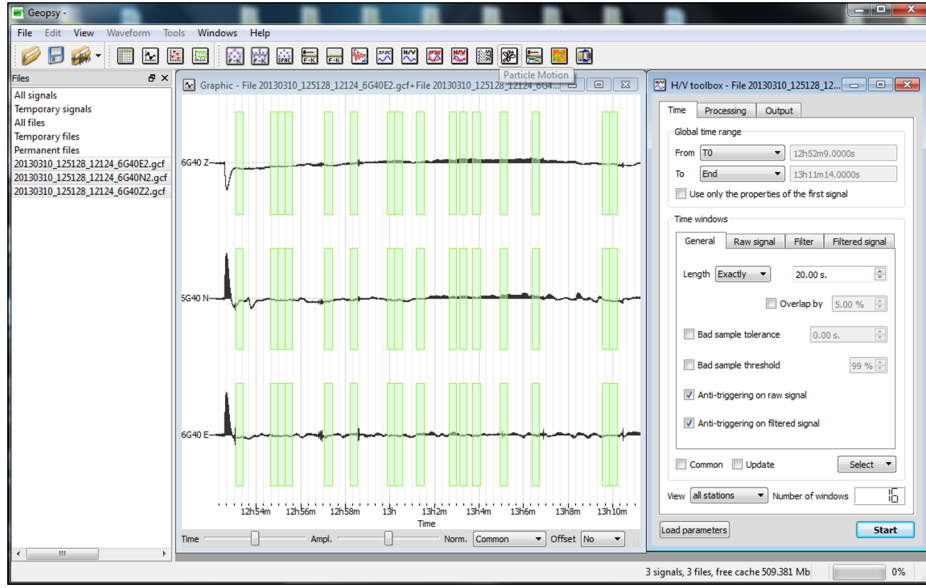 Geopsy -
File Edit View Waveform Tools Windows Help
F-K F-K SPAC F-K F-K SPAC H/V H/V
Particle Motion
Files
All signals
Temporary signals
All files
Temporary files
Permanent files
20130310_125128_12124_6G40E2.gcf
20130310_125128_12124_6G40N2.gcf
20130310_125128_12124_6G40Z2.gcf
Graphic - File 20130310_125128_12124_6G40E2.gcf+File 20130310_125128_12124_6G4...
6G40 Z
5G40 N
6G40 E
12h54m 12h56m 12h58m 13h 13h2m 13h4m 13h6m 13h8m 13h10m
Time
Time Ampl. Norm. Common Offset No
H/V toolbox - File 20130310_125128_12...
Time Processing Output
Global time range
From T0 12h52m9.0000s
To End 13h11m14.0000s
Use only the properties of the first signal
Time windows
General Raw signal Filter Filtered signal
Length Exactly 20.00 s.
Overlap by 5.00 %
Bad sample tolerance 0.00 s.
Bad sample threshold 99 %
Anti-triggering on raw signal
Anti-triggering on filtered signal
Common Update Select
View all stations Number of windows 16
Load parameters Start
3 signals, 3 files, free cache 509.381 Mb 0%